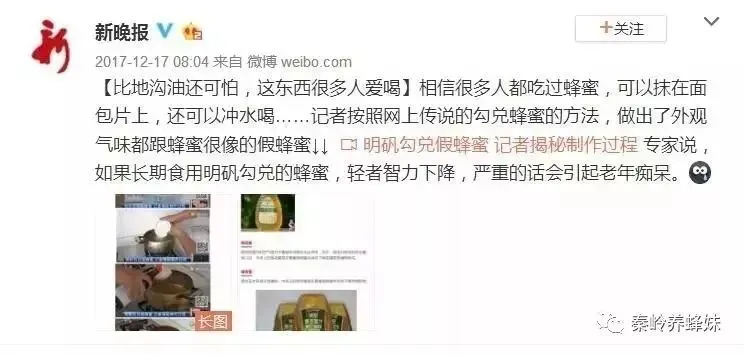 新晚报
+关注
2017-12-17 08:04 来自 微博 weibo.com
【比地沟油还可怕，这东西很多人爱喝】相信很多人都吃过蜂蜜，可以抹在面
包片上，还可以冲水喝……记者按照网上传说的勾兑蜂蜜的方法，做出了外观
气味都跟蜂蜜很像的假蜂蜜↓↓ 明矾勾兑假蜂蜜 记者揭秘制作过程 专家说，
如果长期食用明矾勾兑的蜂蜜，轻者智力下降，严重的话会引起老年痴呆。
长图
秦岭养蜂妹